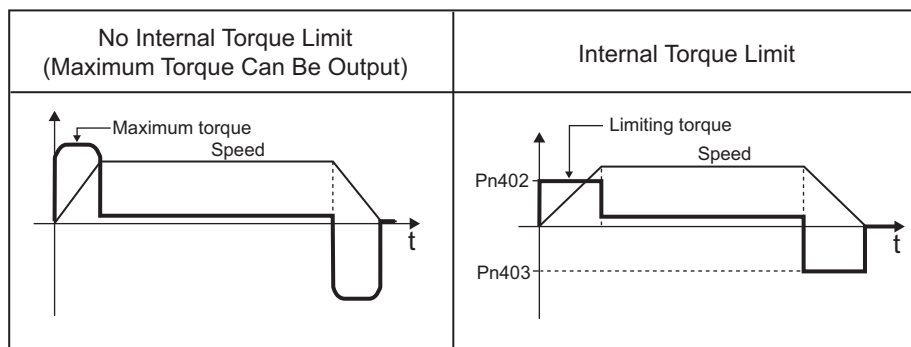 No Internal Torque Limit
(Maximum Torque Can Be Output)
Internal Torque Limit
Maximum torque
Speed
t
Limiting torque
Speed
Pn402
t
Pn403